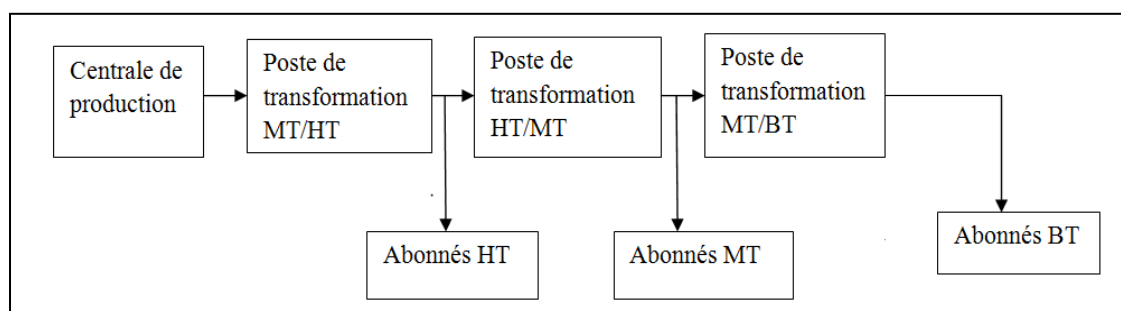 Centrale de
production
Poste de
transformation
MT/HT
Poste de
transformation
HT/MT
Poste de
transformation
MT/BT
Abonnés HT
Abonnés MT
Abonnés BT